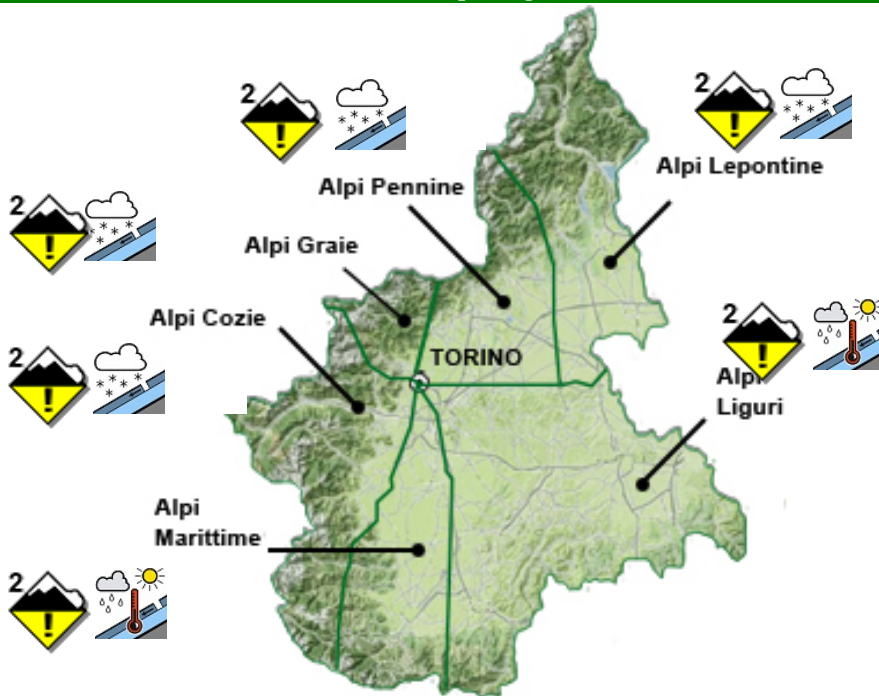 2
2
Alpi Lepontine
Alpi Pennine
2
Alpi Graie
2
Alpi Cozie
2
TORINO
Alpi
Liguri
Alpi
Marittime
2